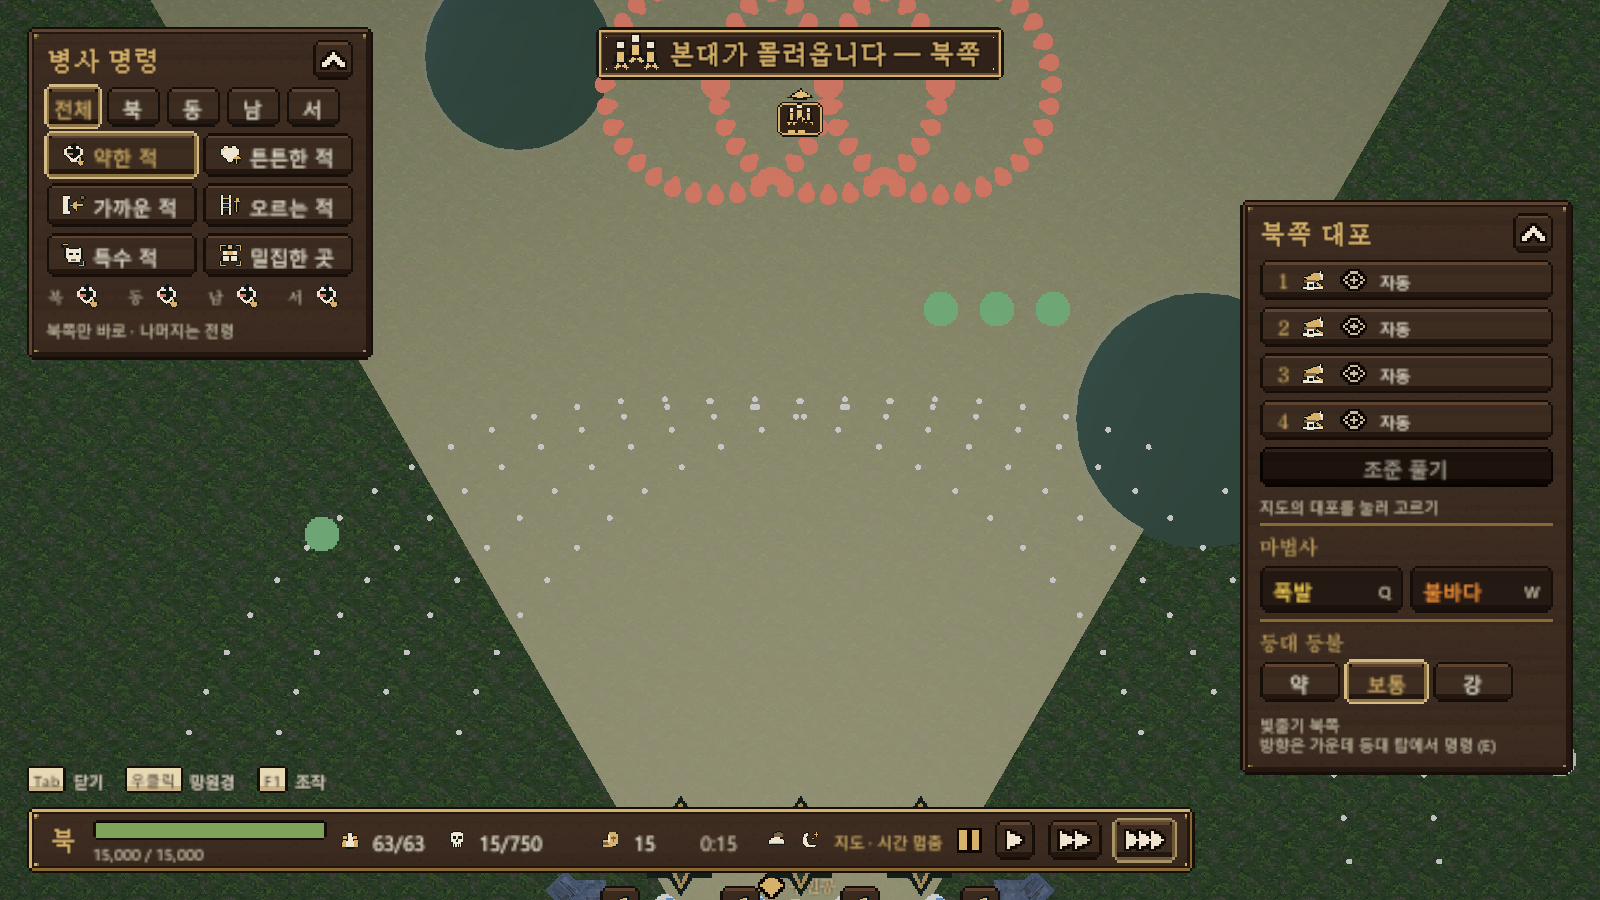 본대가 몰려옵니다 — 북쪽
병사 명령
전체 북 동 남 서
약한 적 튼튼한 적
가까운 적 오르는 적
특수 적 밀집한 곳
북 동 남 서
북쪽만 바로 · 나머지는 전령
북쪽 대포
1 자동
2 자동
3 자동
4 자동
조준 풀기
지도의 대포를 눌러 고르기
마법사
폭발 Q 불바다 W
등대 등불
약 보통 강
빛줄기 북쪽
방향은 가운데 등대 탑에서 명령 (E)
Tab 닫기 우클릭 망원경 F1 조작
북 15,000 / 15,000 63/63 15/750 15 0:15 지도 · 시간 멈춤